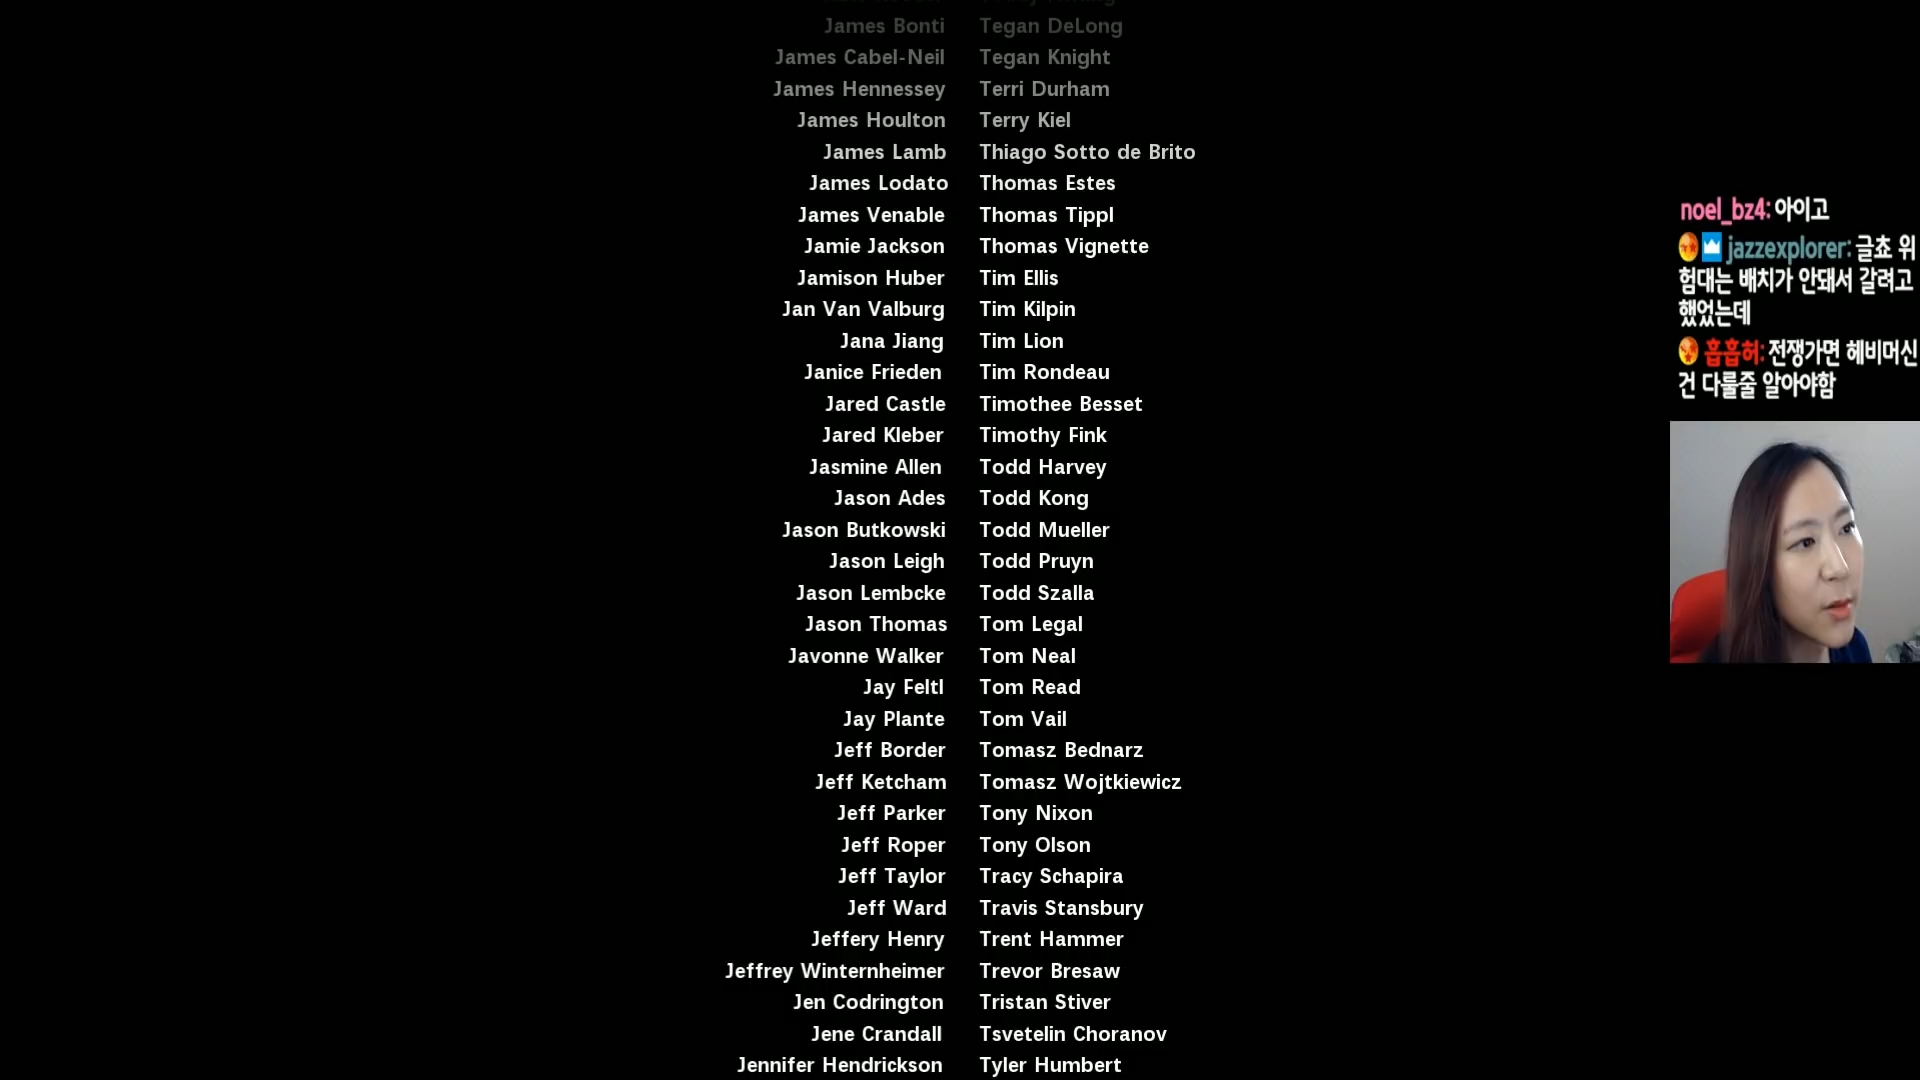 James Bonti Tegan DeLong
James Cabel-Neil Tegan Knight
James Hennessey Terri Durham
James Houlton Terry Kiel
James Lamb Thiago Sotto de Brito
James Lodato Thomas Estes
James Venable Thomas Tippl
Jamie Jackson Thomas Vignette
Jamison Huber Tim Ellis
Jan Van Valburg Tim Kilpin
Jana Jiang Tim Lion
Janice Frieden Tim Rondeau
Jared Castle Timothee Besset
Jared Kleber Timothy Fink
Jasmine Allen Todd Harvey
Jason Ades Todd Kong
Jason Butkowski Todd Mueller
Jason Leigh Todd Pruyn
Jason Lembcke Todd Szalla
Jason Thomas Tom Legal
Javonne Walker Tom Neal
Jay Feltl Tom Read
Jay Plante Tom Vail
Jeff Border Tomasz Bednarz
Jeff Ketcham Tomasz Wojtkiewicz
Jeff Parker Tony Nixon
Jeff Roper Tony Olson
Jeff Taylor Tracy Schapira
Jeff Ward Travis Stansbury
Jeffery Henry Trent Hammer
Jeffrey Winternheimer Trevor Bresaw
Jen Codrington Tristan Stiver
Jene Crandall Tsvetelin Choranov
Jennifer Hendrickson Tyler Humbert
noel_bz4: 아이고
jazzexplorer: 글쵸 위
험대는 배치가 안돼서 갈려고
했었는데
흡흡허: 전쟁가면 헤비머신
건 다룰줄 알아야함